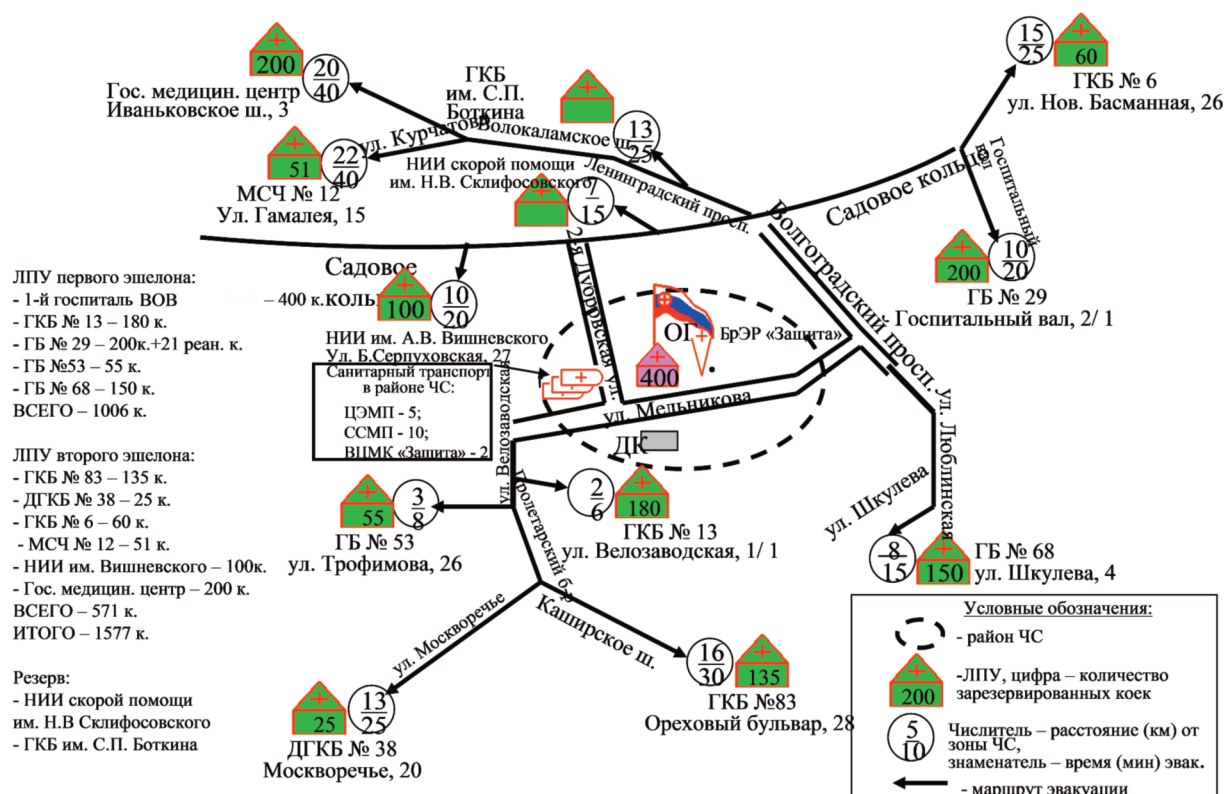 200
20
40
Гос. медицин. центр
Иваньковское ш., 3
ГКБ
им. С.П.
Боткина
15
25
60
ГКБ № 6
ул. Нов. Басманная, 26
ул. Курчатова
Волокаламское ш.
13
25
51
22
40
МСЧ № 12
Ул. Гамалея, 15
НИИ скорой помощи
им. Н.В. Склифосовского
7
15
Ленинградский просп.
Садовое кольцо
Госпитальный
вал
200
10
20
ГБ № 29
Госпитальный вал, 2/ 1
Волгоградский просп.
2-я Дубровская ул.
Садовое
кольцо
100
10
20
НИИ им. А.В. Вишневского
Ул. Б.Серпуховская, 27
ЛПУ первого эшелона:
- 1-й госпиталь ВОВ – 400 к.
- ГКБ № 13 – 180 к.
- ГБ № 29 – 200к.+21 реан. к.
- ГБ №53 – 55 к.
- ГБ № 68 – 150 к.
ВСЕГО – 1006 к.
ЛПУ второго эшелона:
- ГКБ № 83 – 135 к.
- ДГКБ № 38 – 25 к.
- ГКБ № 6 – 60 к.
- МСЧ № 12 – 51 к.
- НИИ им. Вишневского – 100к.
- Гос. медицин. центр – 200 к.
ВСЕГО – 571 к.
ИТОГО – 1577 к.
Резерв:
- НИИ скорой помощи
им. Н.В Склифосовского
- ГКБ им. С.П. Боткина
Санитарный транспорт
в районе ЧС:
ЦЭМП - 5;
ССМП - 10;
ВЦМК «Защита» - 2
ОГ
БрЭР «Защита»
400
ул. Мельникова
ДК
ул. Велозаводская
Пролетарский б-р
55
3
8
ГБ № 53
ул. Трофимова, 26
2
6
180
ГКБ № 13
ул. Велозаводская, 1/ 1
ул. Люблинская
ул. Шкулева
8
15
150
ГБ № 68
ул. Шкулева, 4
ул. Москворечье
Каширское ш.
16
30
135
ГКБ №83
Ореховый бульвар, 28
25
13
25
ДГКБ № 38
Москворечье, 20
Условные обозначения:
- район ЧС
200
-ЛПУ, цифра – количество
зарезервированных коек
5
10
Числитель – расстояние (км) от
зоны ЧС,
знаменатель – время (мин) эвак.
- маршрут эвакуации